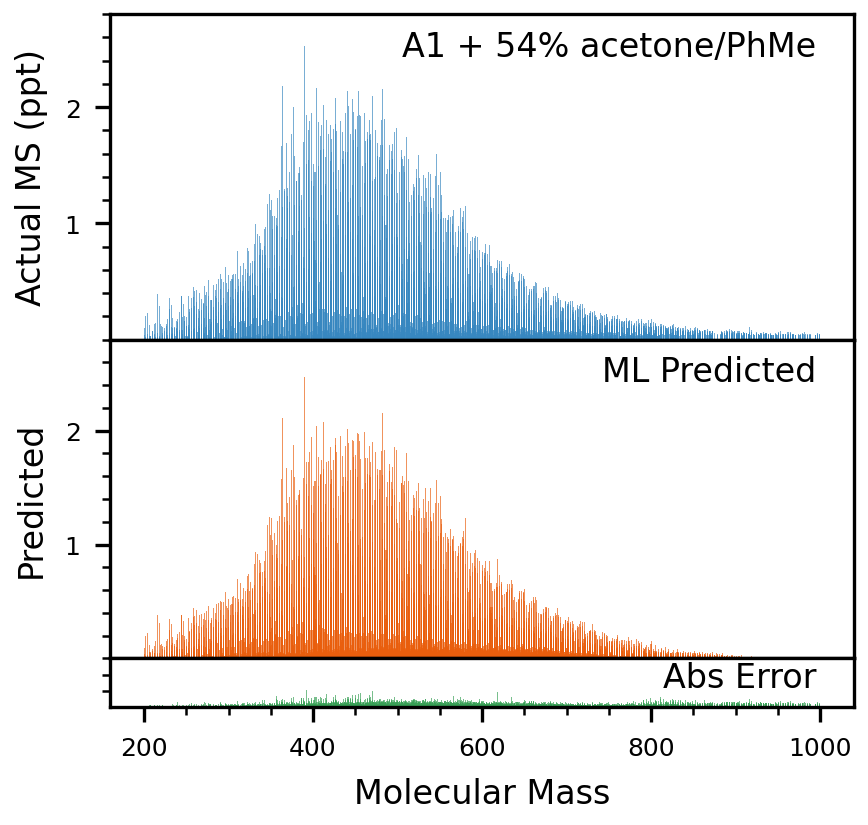 A1 + 54% acetone/PhMe
Actual MS (ppt)
2
1
ML Predicted
Predicted
2
1
Abs Error
200 400 600 800 1000
Molecular Mass